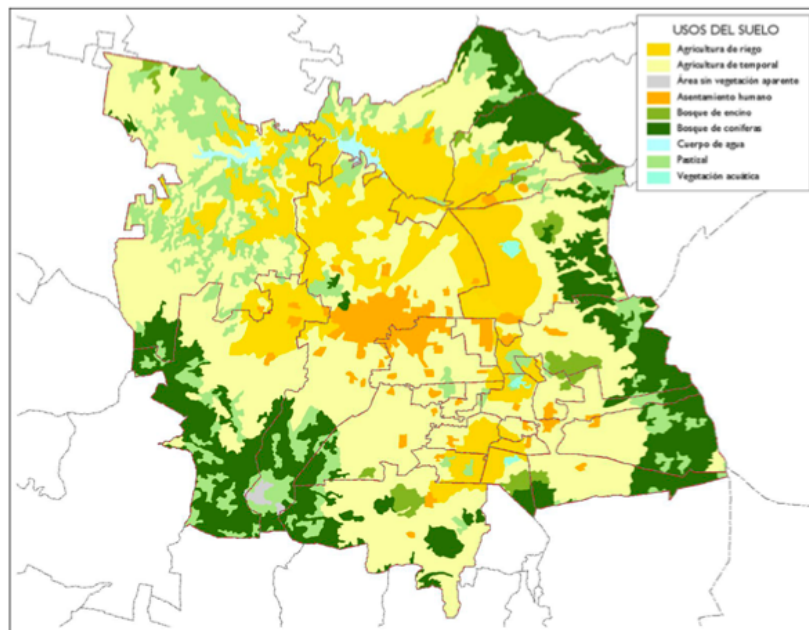 USOS DEL SUELO
Agricultura de riego
Agricultura de temporal
Área sin vegetación aparente
Asentamiento humano
Bosque de encino
Bosque de coníferas
Cuerpo de agua
Pastizal
Vegetación acuática